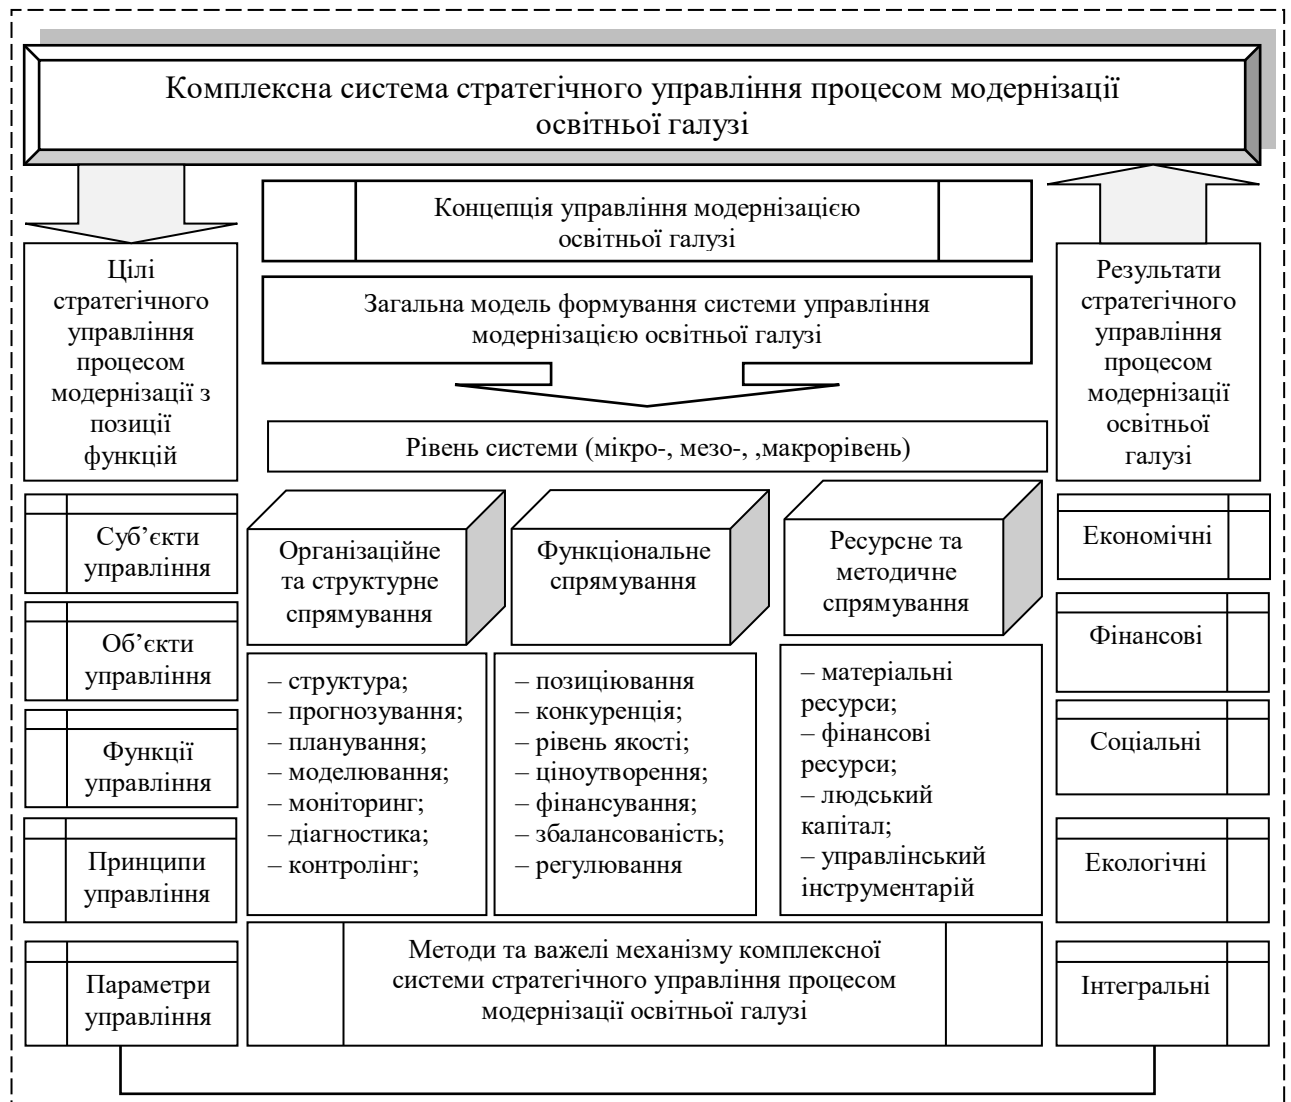 Комплексна система стратегічного управління процесом модернізації
освітньої галузі
Концепція управління модернізацією
освітньої галузі
Загальна модель формування системи управління
модернізацією освітньої галузі
Цілі
стратегічного
управління
процесом
модернізації з
позиції
функцій
Результати
стратегічного
управління
процесом
модернізації
освітньої
галузі
Рівень системи (мікро-, мезо-, ,макрорівень)
Суб’єкти
управління
Об’єкти
управління
Функції
управління
Принципи
управління
Параметри
управління
Організаційне
та структурне
спрямування
– структура;
– прогнозування;
– планування;
– моделювання;
– моніторинг;
– діагностика;
– контролінг;
Функціональне
спрямування
– позиціювання
– конкуренція;
– рівень якості;
– ціноутворення;
– фінансування;
– збалансованість;
– регулювання
Ресурсне та
методичне
спрямування
– матеріальні
ресурси;
– фінансові
ресурси;
– людський
капітал;
– управлінський
інструментарій
Економічні
Фінансові
Соціальні
Екологічні
Інтегральні
Методи та важелі механізму комплексної
системи стратегічного управління процесом
модернізації освітньої галузі